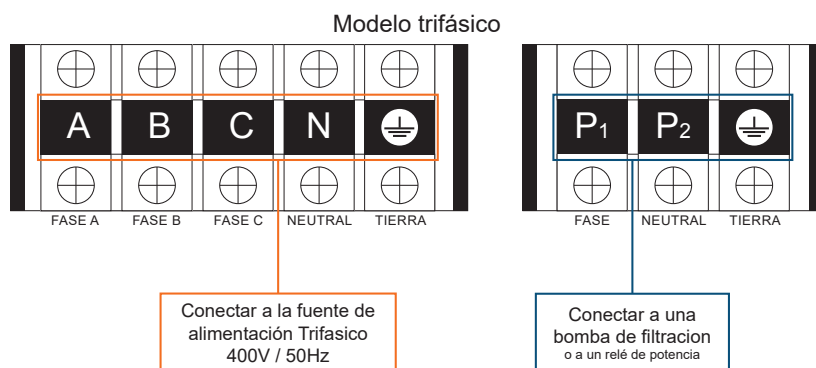 Modelo trifásico
A B C N
P1 P2
FASE A FASE B FASE C NEUTRAL TIERRA
FASE NEUTRAL TIERRA
Conectar a la fuente de
alimentación Trifasico
400V / 50Hz
Conectar a una
bomba de filtracion
o a un relé de potencia